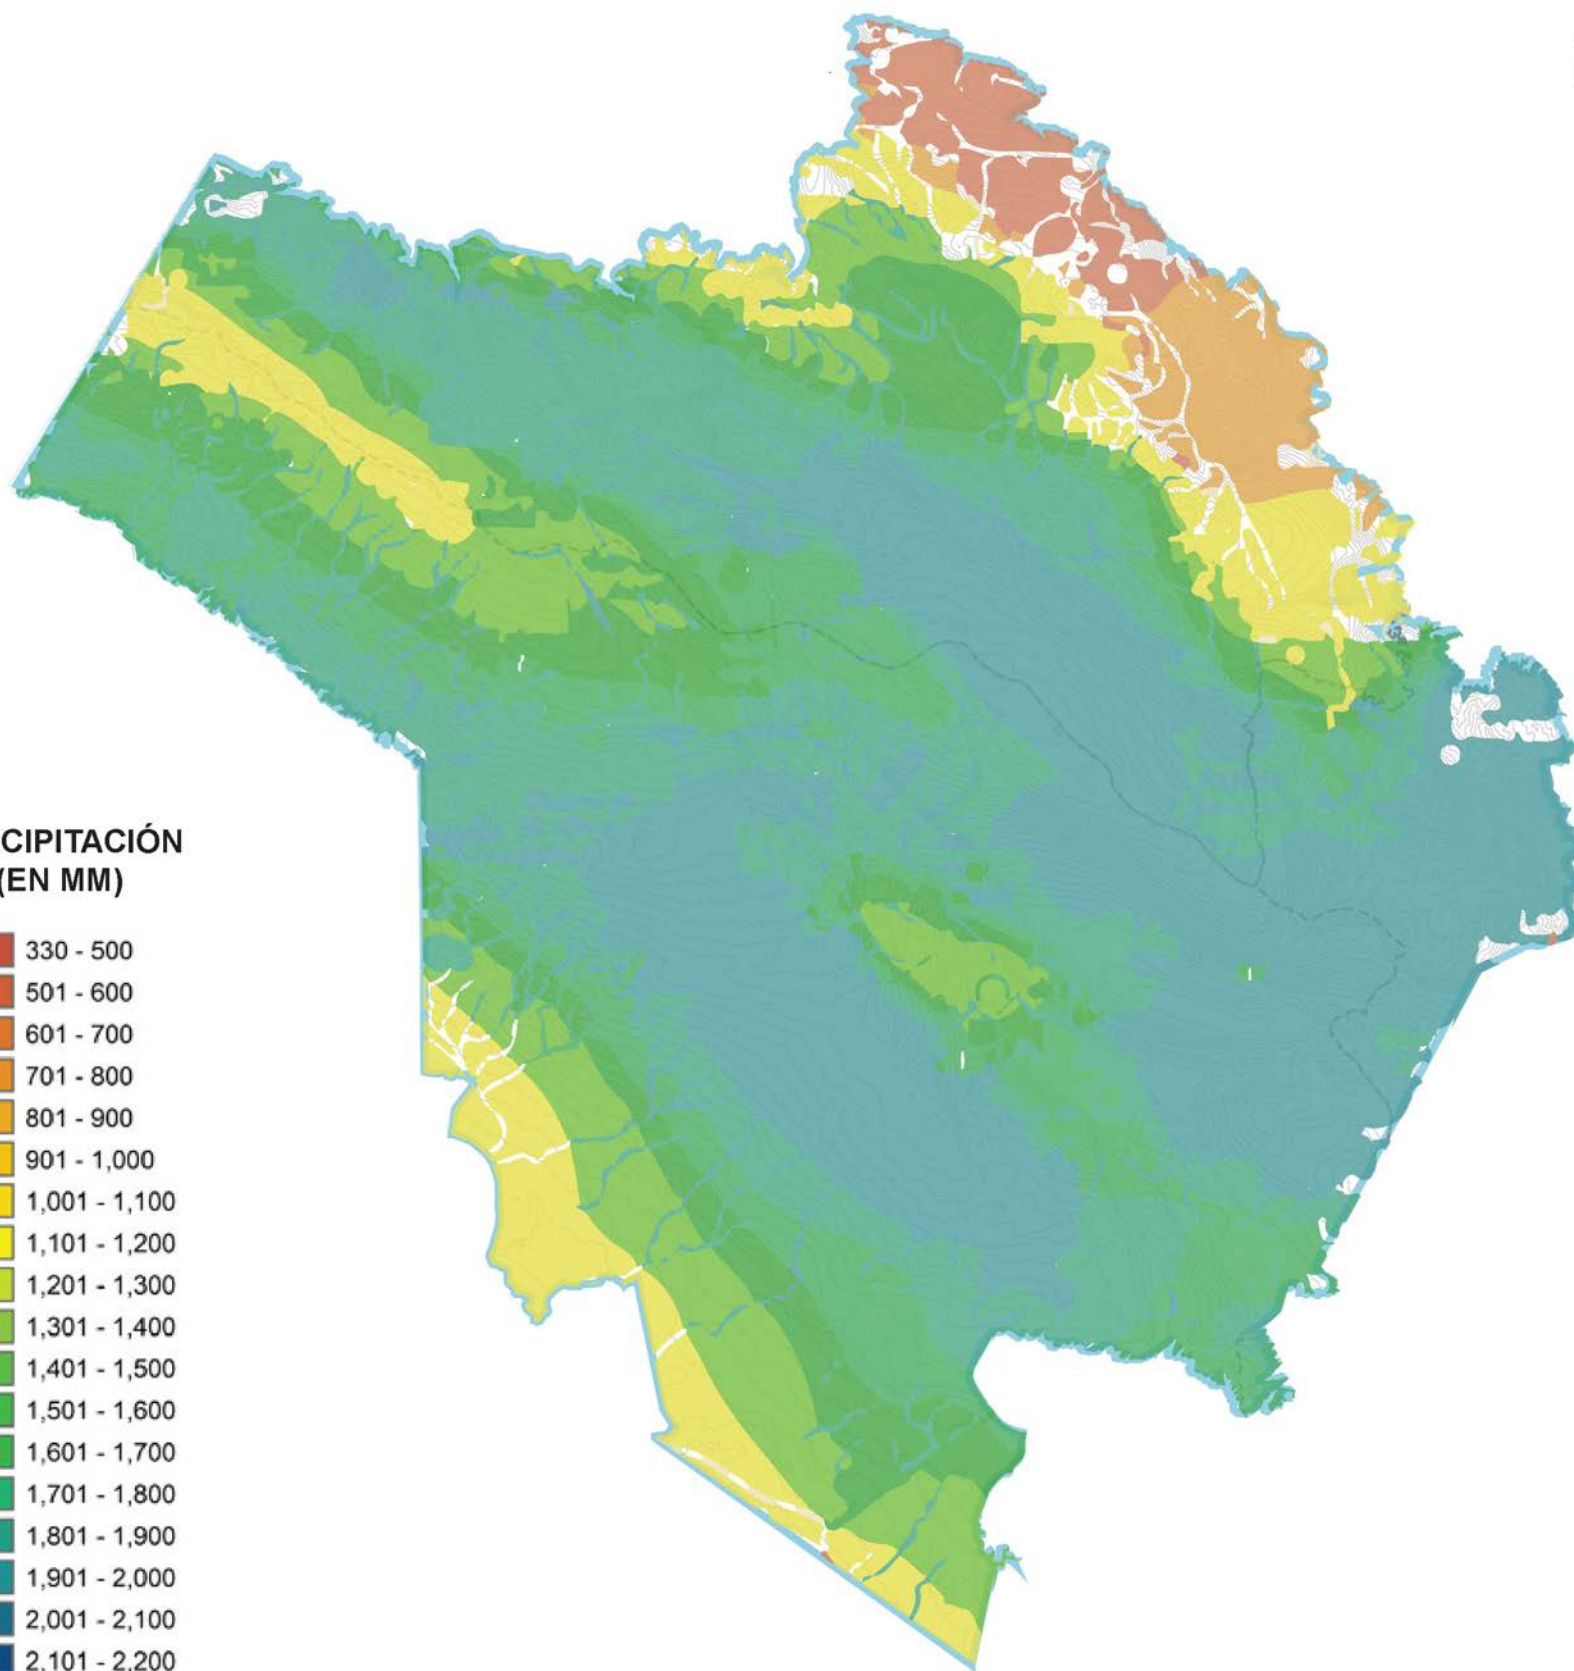 CIPITACIÓN
(EN MM)
330 - 500
501 - 600
601 - 700
701 - 800
801 - 900
901 - 1,000
1,001 - 1,100
1,101 - 1,200
1,201 - 1,300
1,301 - 1,400
1,401 - 1,500
1,501 - 1,600
1,601 - 1,700
1,701 - 1,800
1,801 - 1,900
1,901 - 2,000
2,001 - 2,100
2,101 - 2,200